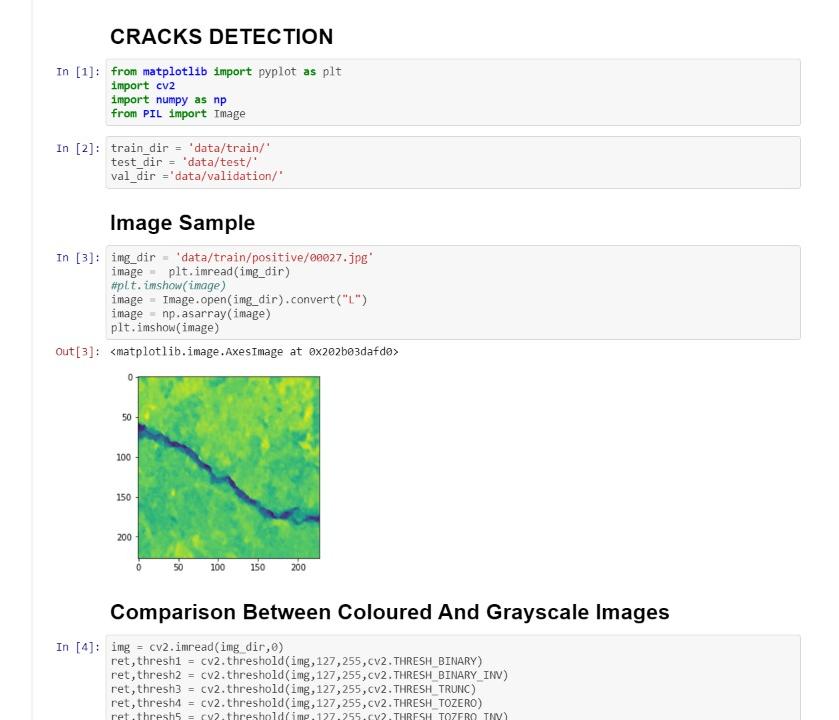 CRACKS DETECTION
In [1]: from matplotlib import pyplot as plt
import cv2
import numpy as np
from PIL import Image
In [2]: train_dir = 'data/train/'
test_dir = 'data/test/'
val_dir ='data/validation/'
Image Sample
In [3]: img_dir = 'data/train/positive/00027.jpg'
image =  plt.imread(img_dir)
#plt.imshow(image)
image = Image.open(img_dir).convert("L")
image = np.asarray(image)
plt.imshow(image)
Out[3]: <matplotlib.image.AxesImage at 0x202b03dafd0>
0
50
100
150
200
0 50 100 150 200
Comparison Between Coloured And Grayscale Images
In [4]: img = cv2.imread(img_dir,0)
ret,thresh1 = cv2.threshold(img,127,255,cv2.THRESH_BINARY)
ret,thresh2 = cv2.threshold(img,127,255,cv2.THRESH_BINARY_INV)
ret,thresh3 = cv2.threshold(img,127,255,cv2.THRESH_TRUNC)
ret,thresh4 = cv2.threshold(img,127,255,cv2.THRESH_TOZERO)
ret,thresh5 = cv2.threshold(img,127,255,cv2.THRESH_TOZERO_INV)